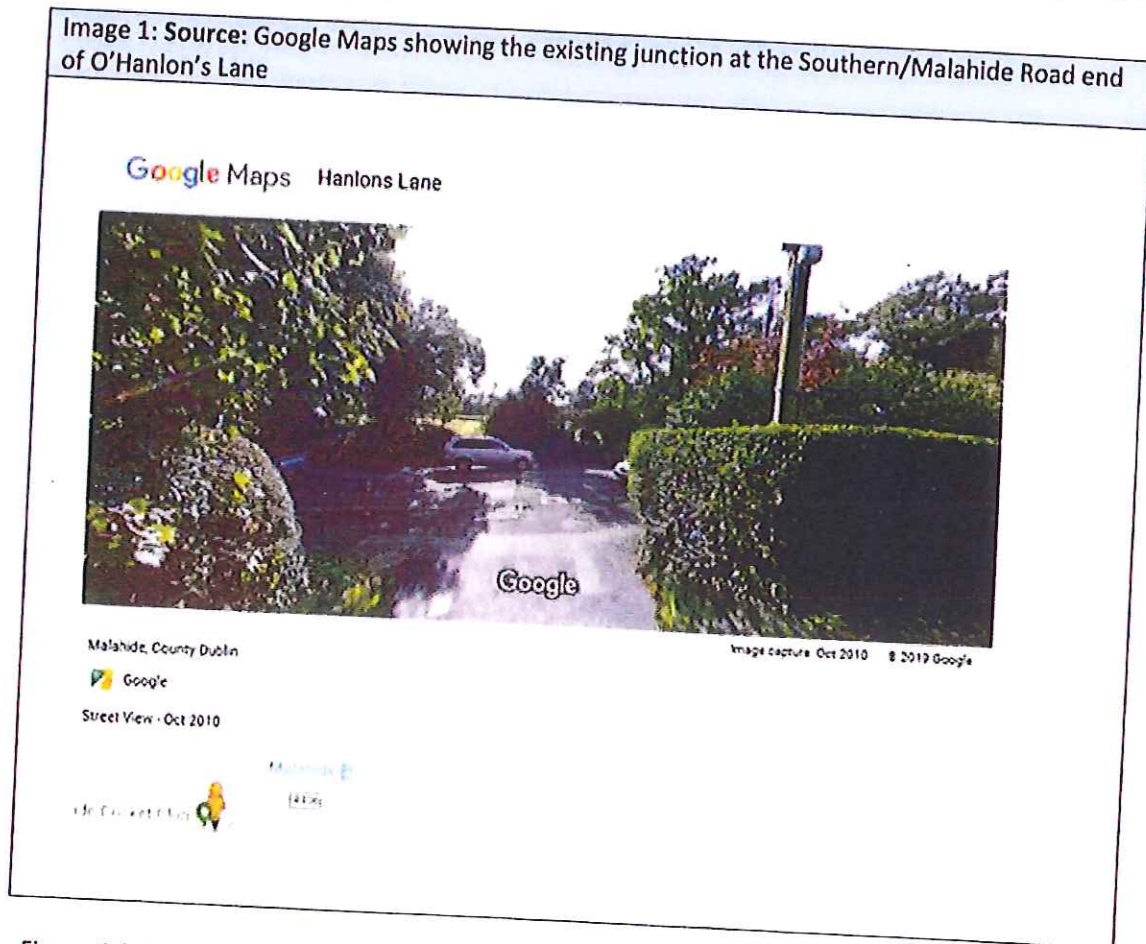 Image 1: Source: Google Maps showing the existing junction at the Southern/Malahide Road end
of O'Hanlon's Lane
Google Maps Hanlons Lane
Google
Malahide, County Dublin
Image capture: Oct 2010 © 2019 Google
Google
Street View - Oct 2010
Malahide